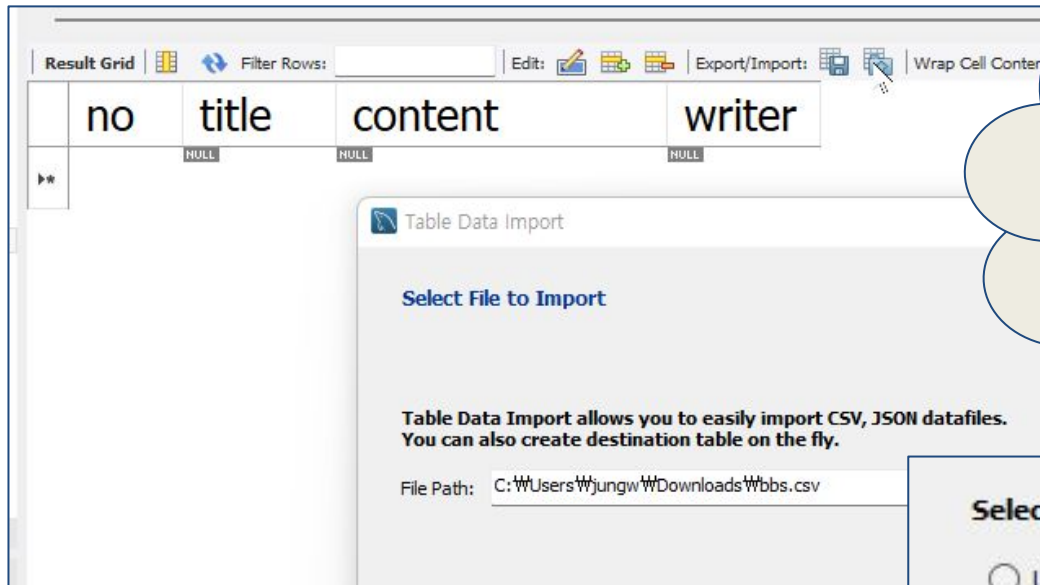 Result Grid Filter Rows: Edit: Export/Import: Wrap Cell
no title content writer
NULL NULL NULL
Table Data Import
Select File to Import
Table Data Import allows you to easily import CSV, JSON datafiles.
You can also create destination table on the fly.
File Path: C:₩Users₩jungw₩Downloads₩bbs.csv